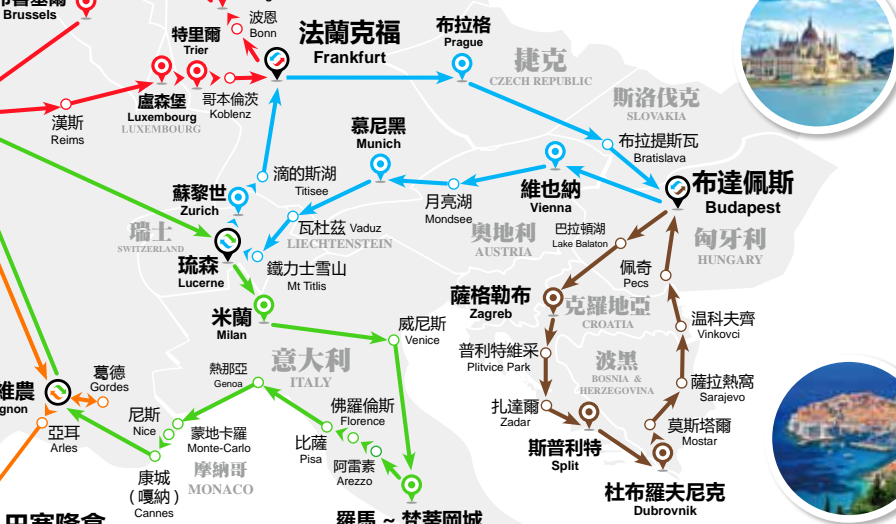 Brussels
波恩
Bonn
特里爾
Trier
法蘭克福
Frankfurt
布拉格
Prague
捷克
CZECH REPUBLIC
盧森堡
Luxembourg
LUXEMBOURG
哥本倫茨
Koblenz
漢斯
Reims
斯洛伐克
SLOVAKIA
慕尼黑
Munich
布拉提斯瓦
Bratislava
滴的斯湖
Titisee
蘇黎世
Zurich
月亮湖
Mondsee
維也納
Vienna
布達佩斯
Budapest
瓦杜茲 Vaduz
LIECHTENSTEIN
瑞士
SWITZERLAND
奧地利
AUSTRIA
巴拉頓湖
Lake Balaton
匈牙利
HUNGARY
琉森
Lucerne
鐵力士雪山
Mt Titlis
佩奇
Pecs
薩格勒布
Zagreb
克羅地亞
CROATIA
米蘭
Milan
威尼斯
Venice
温科夫齊
Vinkovci
普利特維采
Plitvice Park
波黑
BOSNIA &
HERZEGOVINA
熱那亞
Genoa
意大利
ITALY
葛德
Gordes
維農
gnon
薩拉熱窩
Sarajevo
扎達爾
Zadar
佛羅倫斯
Florence
尼斯
Nice
蒙地卡羅
Monte-Carlo
比薩
Pisa
亞耳
Arles
莫斯塔爾
Mostar
斯普利特
Split
阿雷素
Arezzo
摩納哥
MONACO
康城
(嘎納)
Cannes
杜布羅夫尼克
Dubrovnik
羅馬 ~ 梵蒂岡城